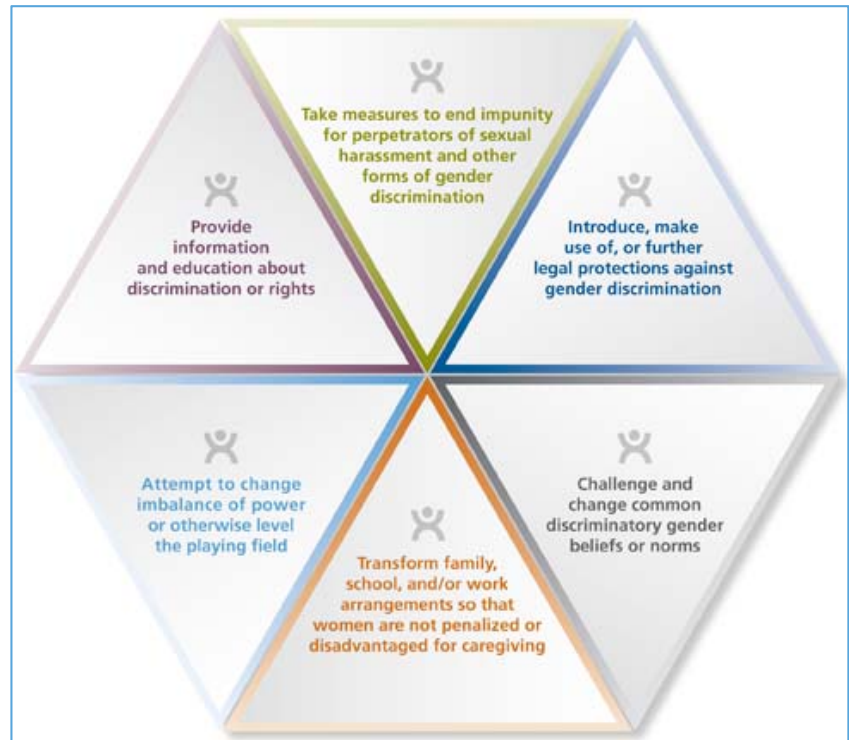 Take measures to end impunity
for perpetrators of sexual
harassment and other
forms of gender
discrimination
Provide
information
and education about
discrimination or rights
Introduce, make
use of, or further
legal protections against
gender discrimination
Attempt to change
imbalance of power
or otherwise level
the playing field
Transform family,
school, and/or work
arrangements so that
women are not penalized or
disadvantaged for caregiving
Challenge and
change common
discriminatory gender
beliefs or norms